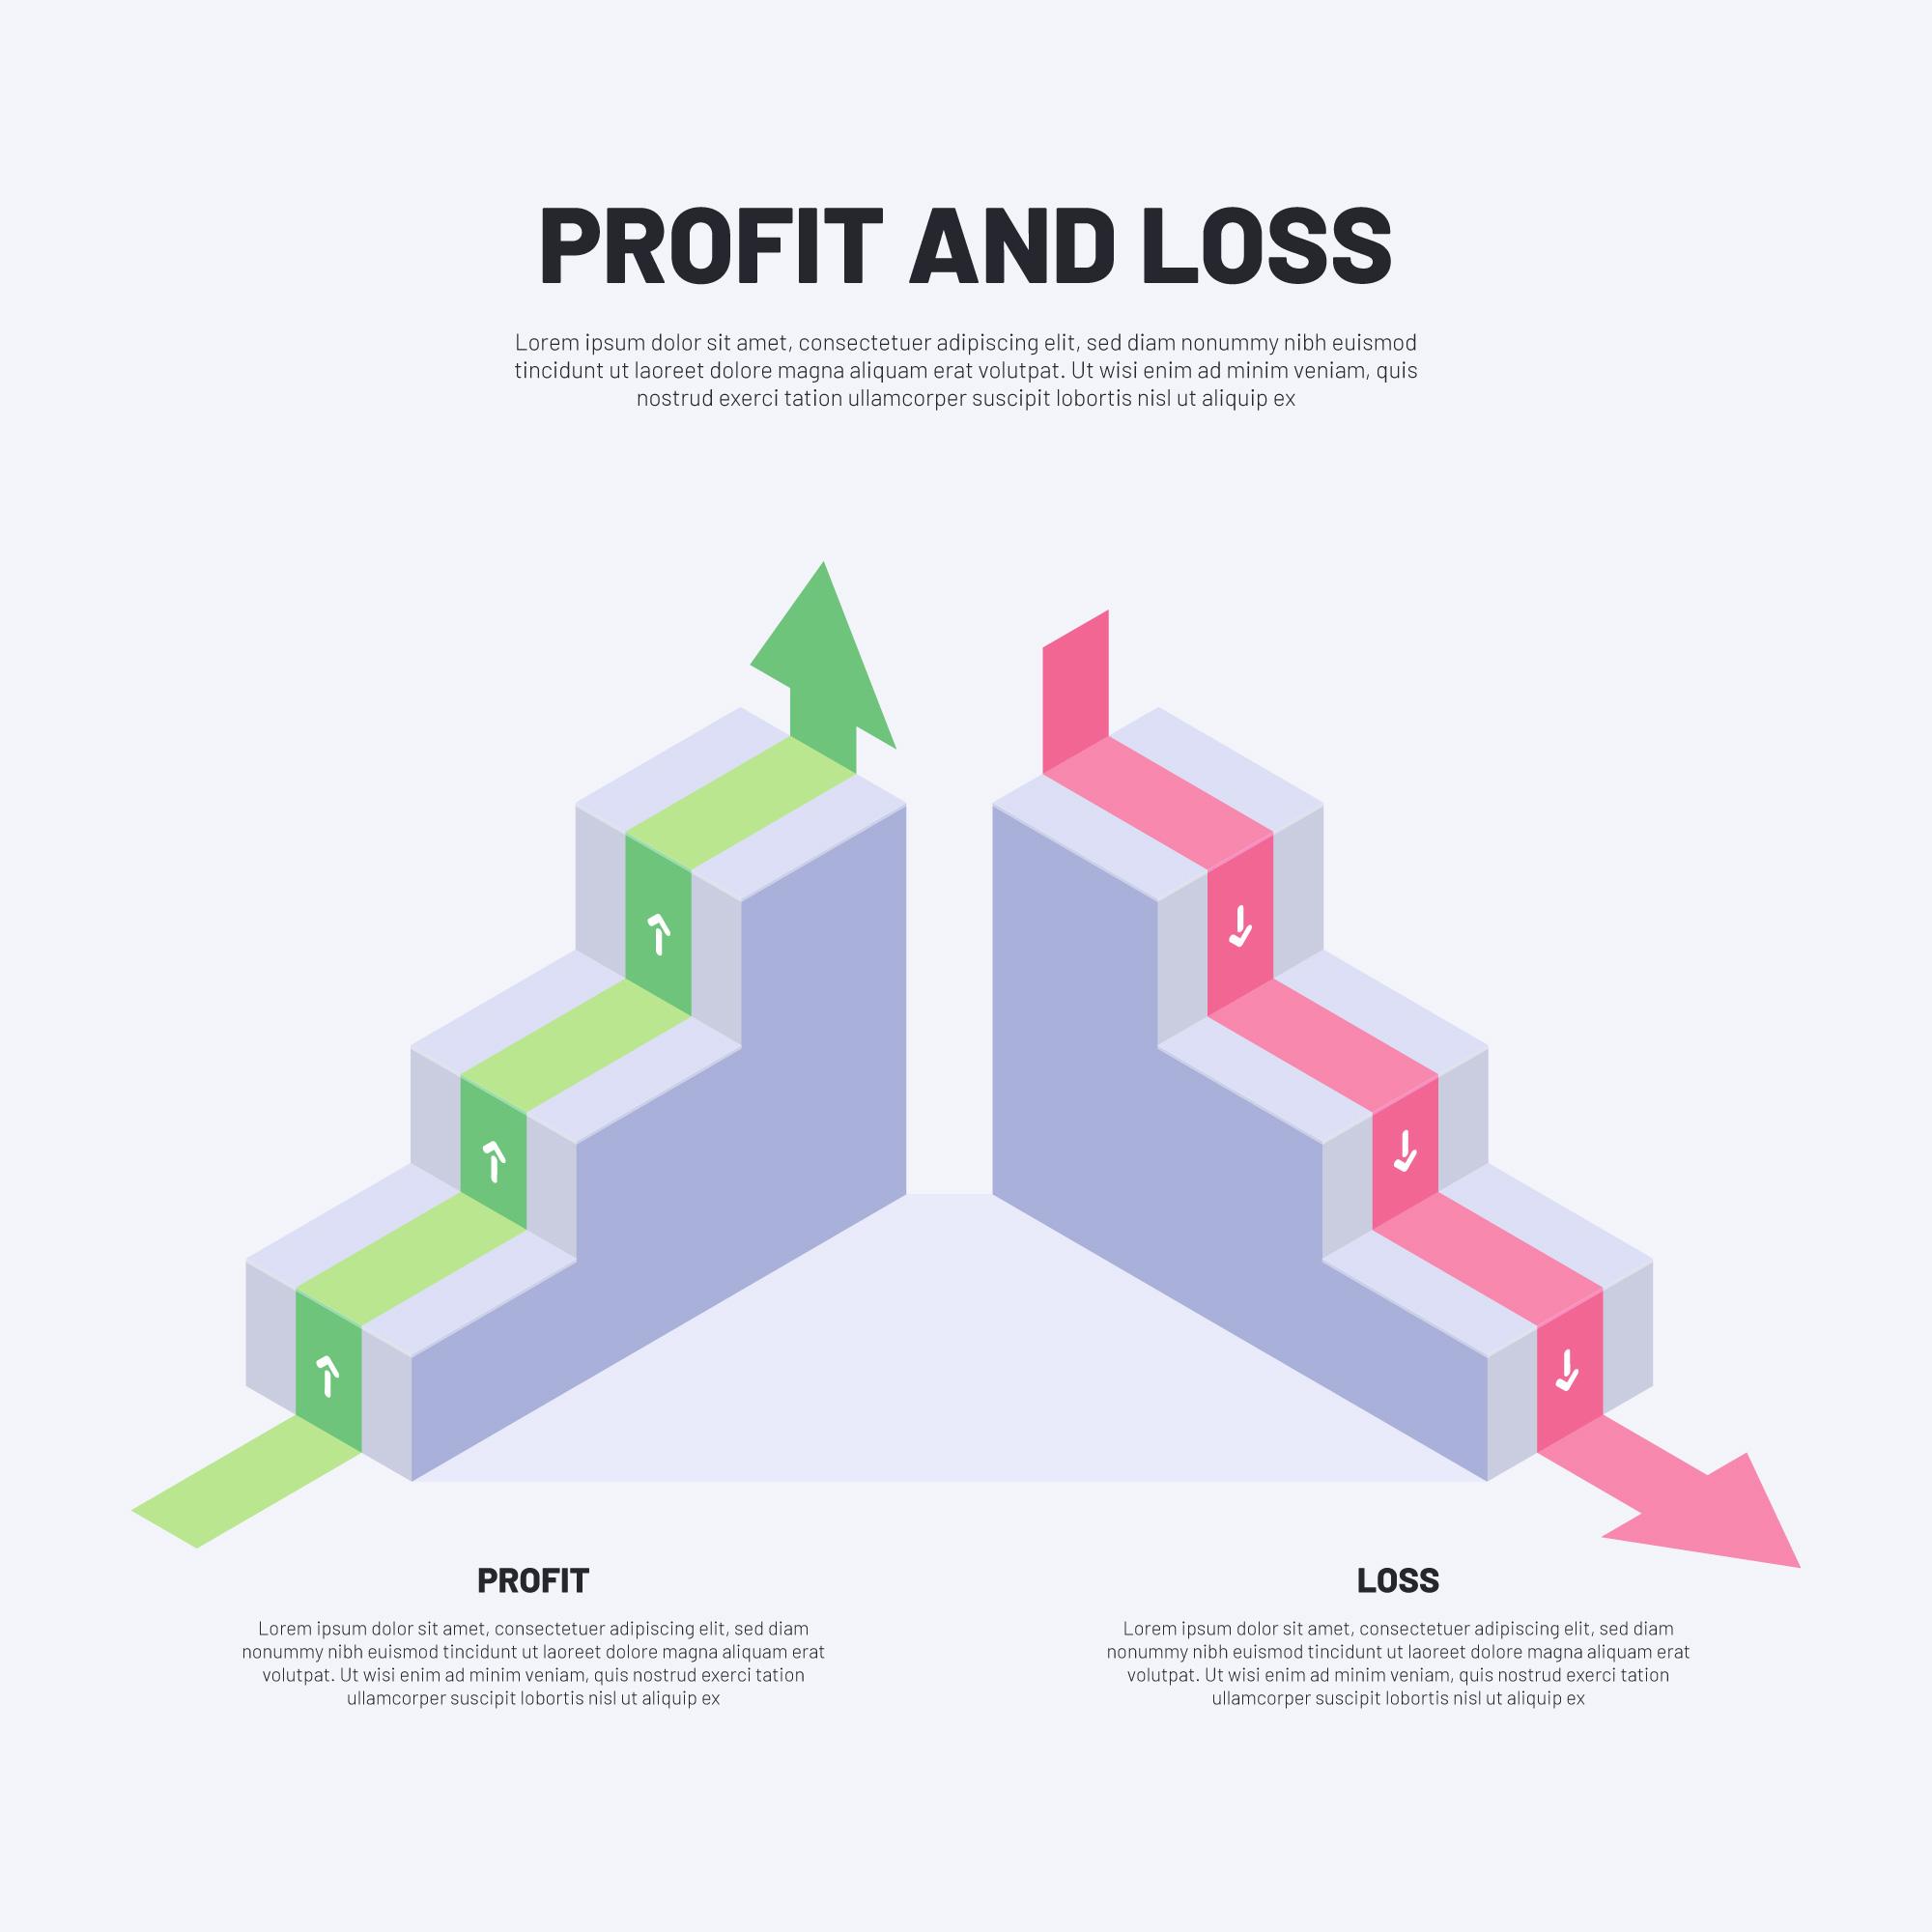 PROFIT AND LOSS
Lorem ipsum dolor sit amet, consectetuer adipiscing elit, sed diam nonummy nibh euismod
tincidunt ut laoreet dolore magna aliquam erat volutpat. Ut wisi enim ad minim veniam, quis
nostrud exerci tation ullamcorper suscipit lobortis nisl ut aliquip ex
PROFIT
Lorem ipsum dolor sit amet, consectetuer adipiscing elit, sed diam
nonummy nibh euismod tincidunt ut laoreet dolore magna aliquam erat
volutpat. Ut wisi enim ad minim veniam, quis nostrud exerci tation
ullamcorper suscipit lobortis nisl ut aliquip ex
LOSS
Lorem ipsum dolor sit amet, consectetuer adipiscing elit, sed diam
nonummy nibh euismod tincidunt ut laoreet dolore magna aliquam erat
volutpat. Ut wisi enim ad minim veniam, quis nostrud exerci tation
ullamcorper suscipit lobortis nisl ut aliquip ex